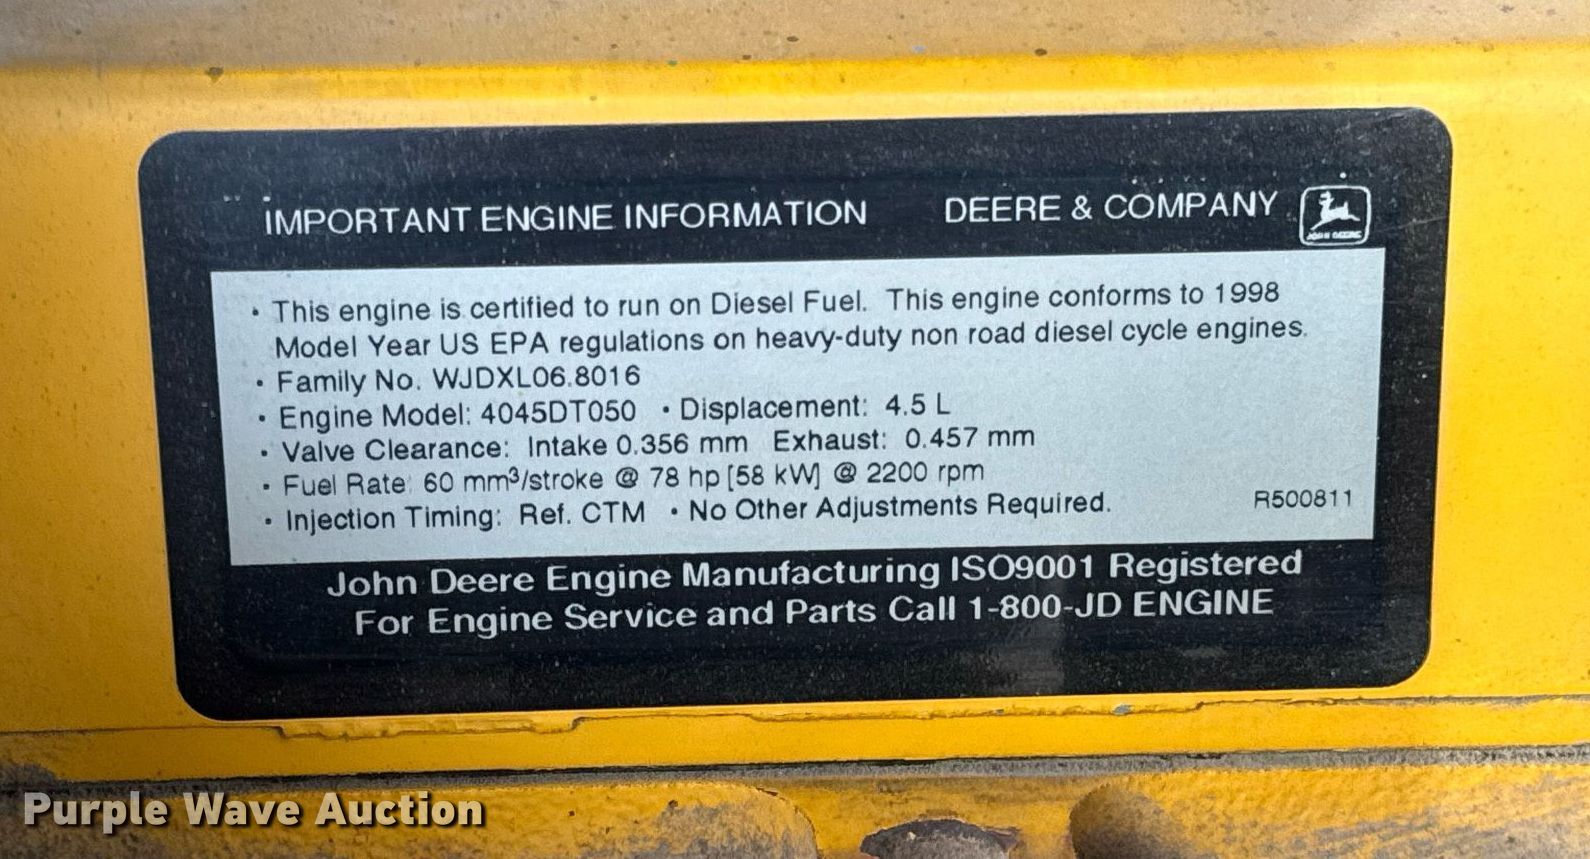 IMPORTANT ENGINE INFORMATION DEERE & COMPANY
JOHN DEERE
• This engine is certified to run on Diesel Fuel. This engine conforms to 1998
Model Year US EPA regulations on heavy-duty non road diesel cycle engines.
• Family No. WJDXL06.8016
• Engine Model: 4045DT050 • Displacement: 4.5 L
• Valve Clearance: Intake 0.356 mm Exhaust: 0.457 mm
• Fuel Rate: 60 mm³/stroke @ 78 hp [58 kW] @ 2200 rpm
• Injection Timing: Ref. CTM • No Other Adjustments Required. R500811
John Deere Engine Manufacturing ISO9001 Registered
For Engine Service and Parts Call 1-800-JD ENGINE
Purple Wave Auction